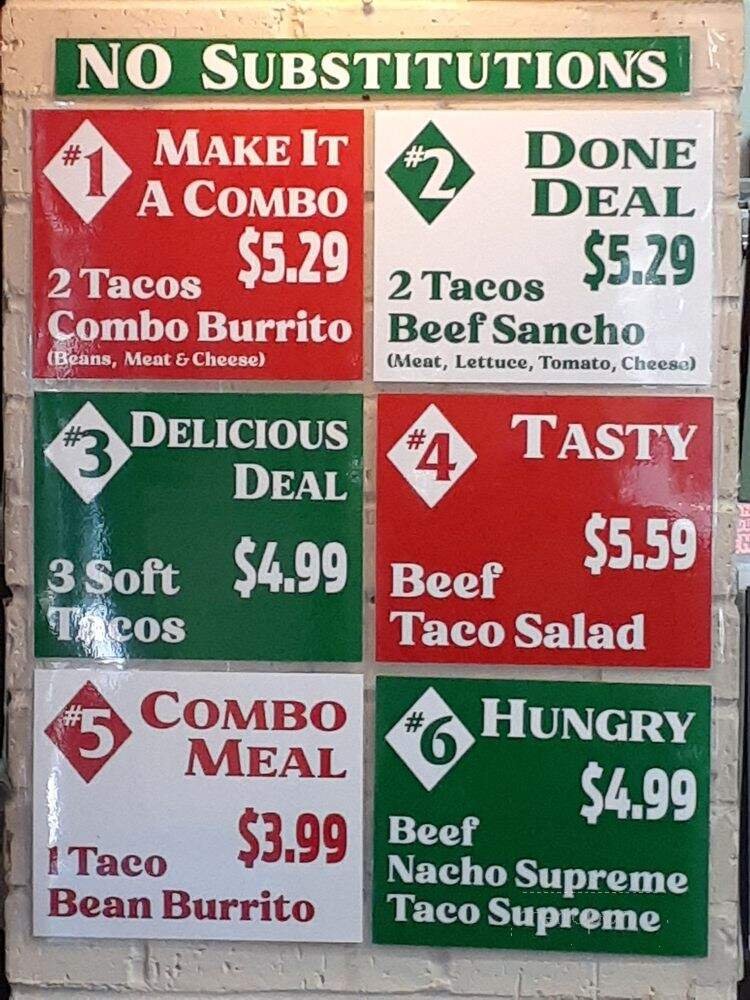 NO SUBSTITUTIONS
#1 MAKE IT
A COMBO
$5.29
2 Tacos
Combo Burrito
(Beans, Meat & Cheese)
#2 DONE
DEAL
$5.29
2 Tacos
Beef Sancho
(Meat, Lettuce, Tomato, Cheese)
#3 DELICIOUS
DEAL
$4.99
3 Soft
Tacos
#4 TASTY
$5.59
Beef
Taco Salad
#5 COMBO
MEAL
$3.99
1 Taco
Bean Burrito
#6 HUNGRY
$4.99
Beef
Nacho Supreme
Taco Supreme